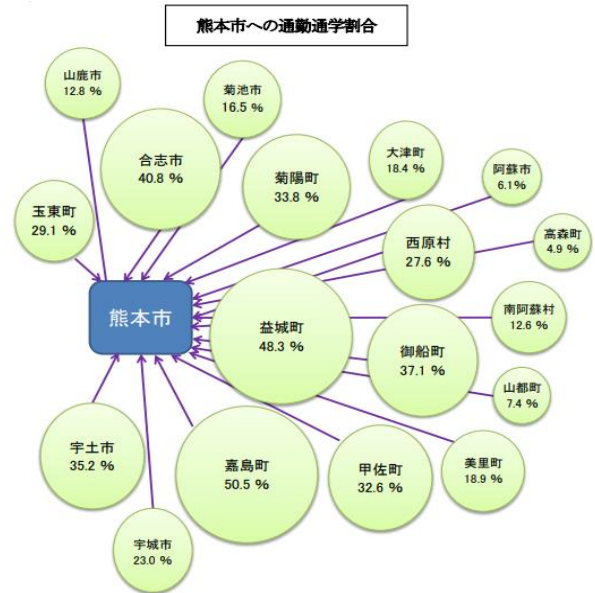 熊本市への通勤通学割合
山鹿市
12.8 %
菊池市
16.5 %
合志市
40.8 %
菊陽町
33.8 %
大津町
18.4 %
阿蘇市
6.1%
玉東町
29.1 %
西原村
27.6 %
高森町
4.9 %
熊本市
益城町
48.3 %
南阿蘇村
12.6 %
御船町
37.1 %
山都町
7.4 %
宇土市
35.2 %
嘉島町
50.5 %
甲佐町
32.6 %
美里町
18.9 %
宇城市
23.0 %